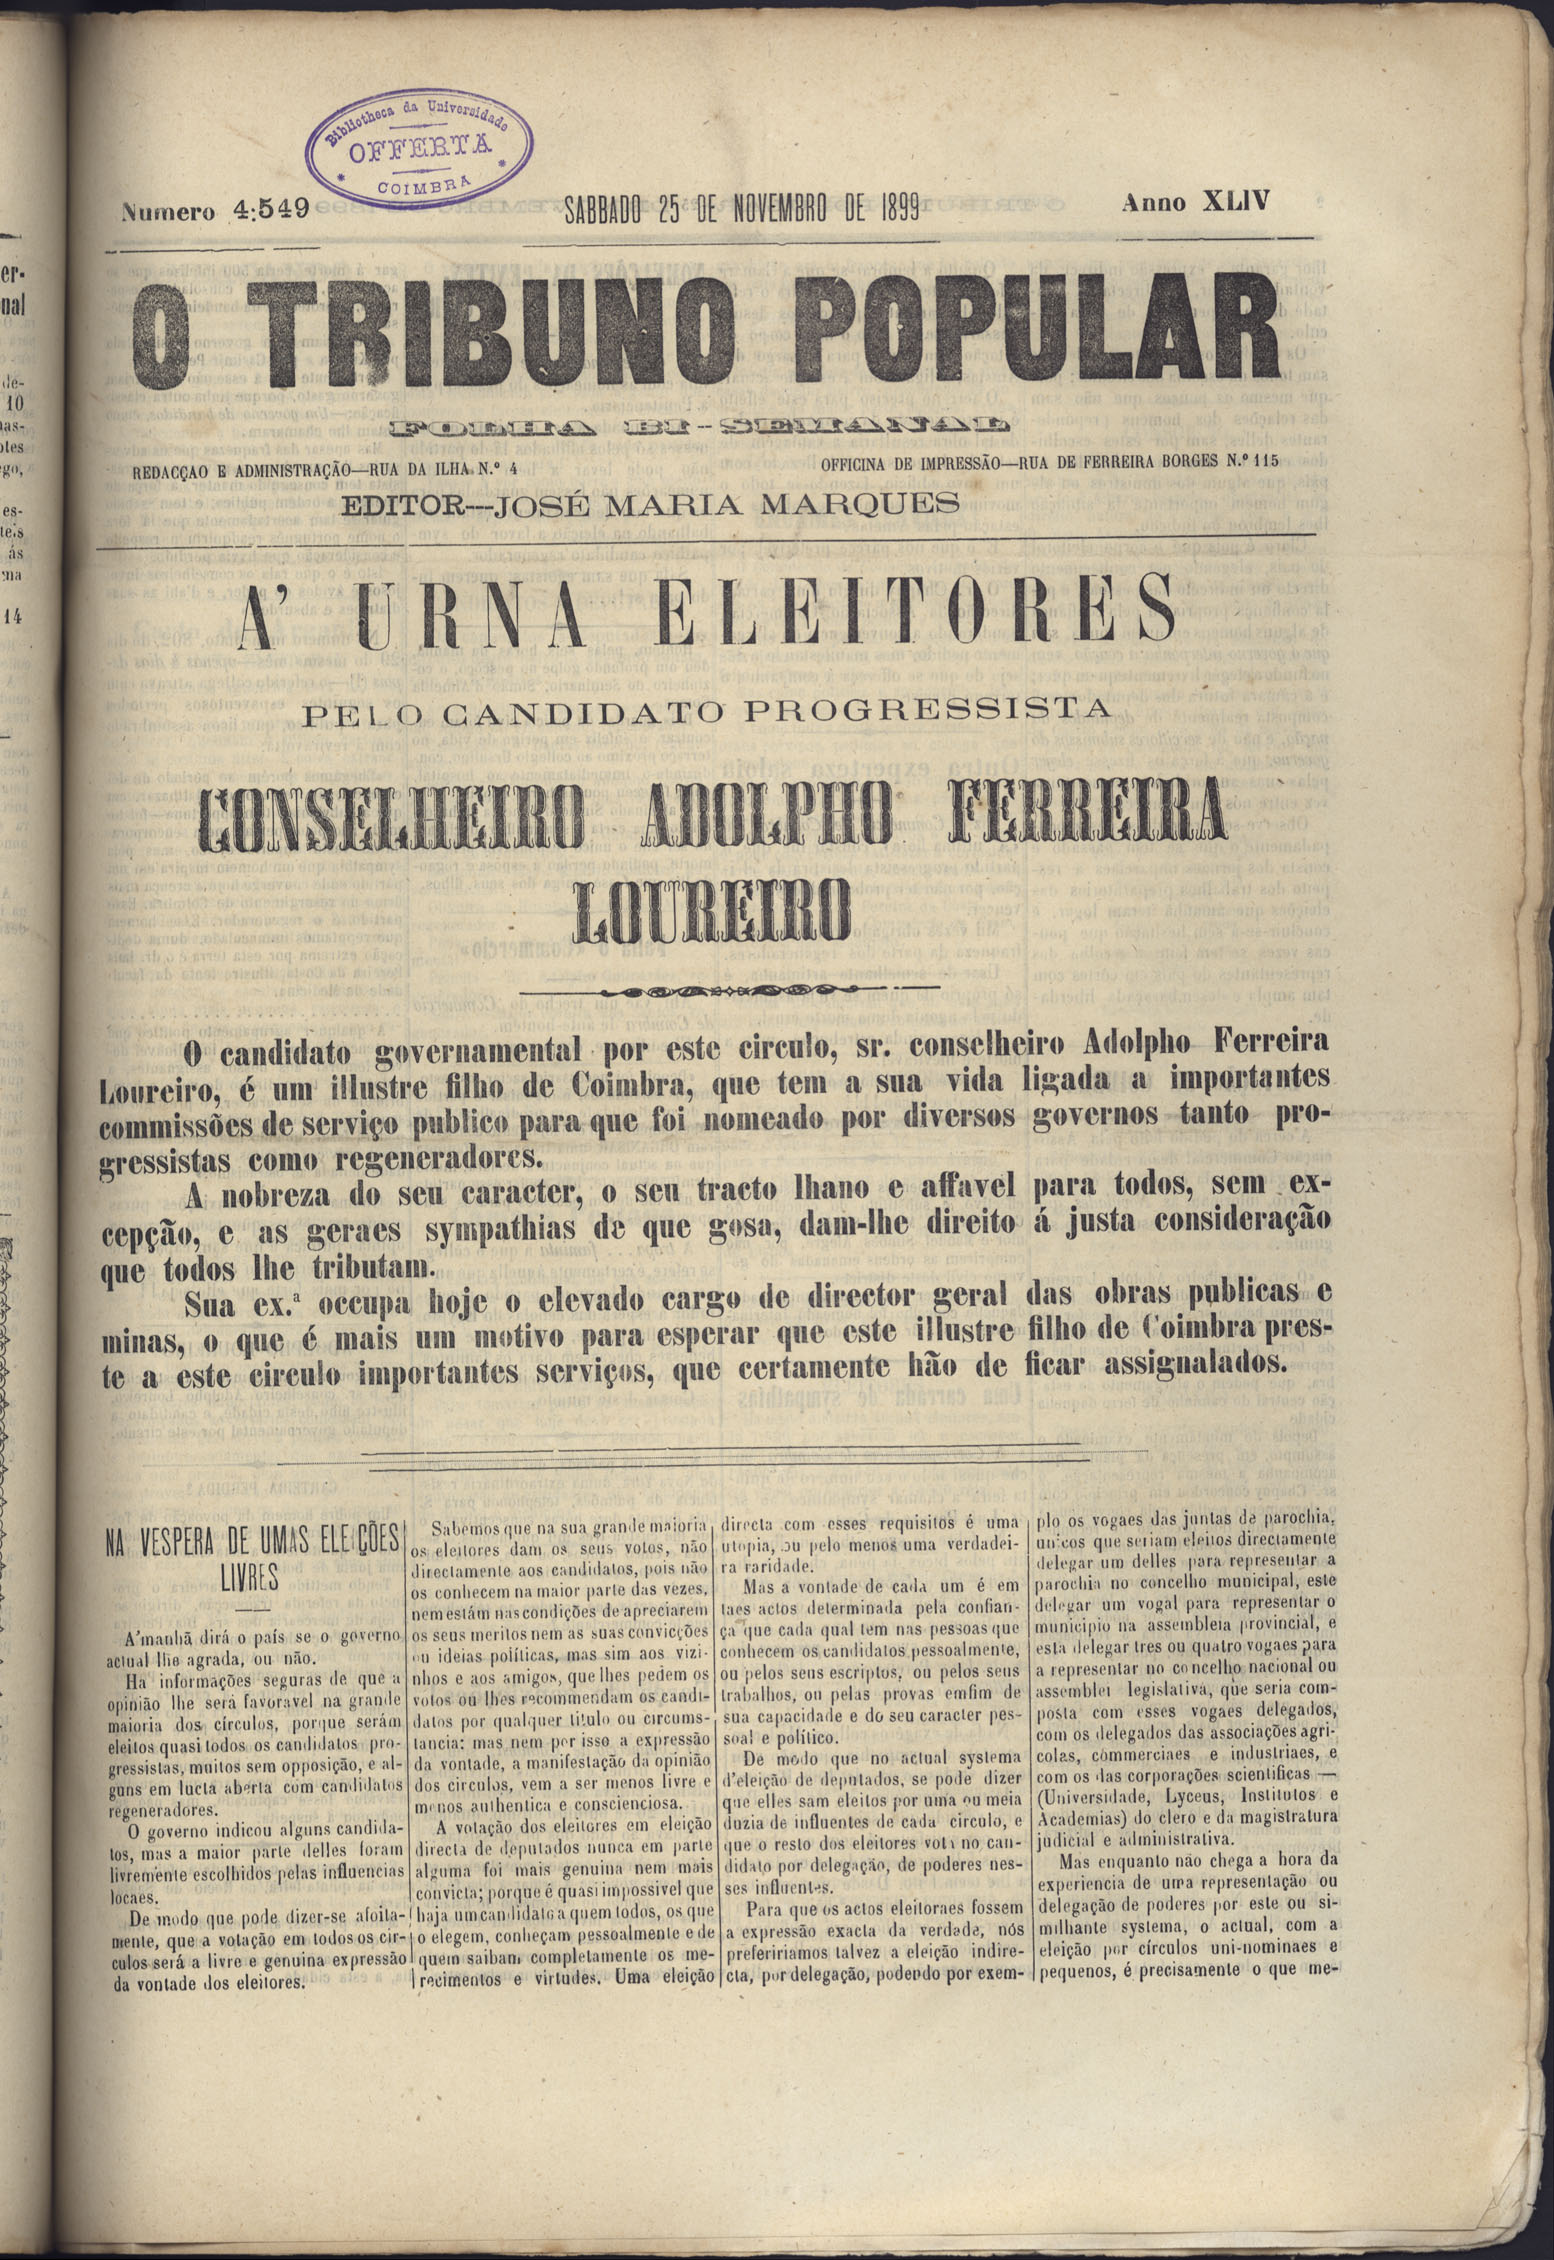 Bibliotheca da Universidade
OFFERTA
COIMBRA
Numero 4:549
SABBADO 25 DE NOVEMBRO DE 1899
Anno XLIV
O TRIBUNO POPULAR
FOLHA BI-SEMANAL
REDACÇAO E ADMINISTRAÇÃO—RUA DA ILHA N.º 4
OFFICINA DE IMPRESSÃO—RUA DE FERREIRA BORGES N.º 115
EDITOR—JOSÉ MARIA MARQUES
A' URNA ELEITORES
PELO CANDIDATO PROGRESSISTA
CONSELHEIRO ADOLPHO FERREIRA
LOUREIRO
O candidato governamental por este circulo, sr. conselheiro Adolpho Ferreira
Loureiro, é um illustre filho de Coimbra, que tem a sua vida ligada a importantes
commissões de serviço publico para que foi nomeado por diversos governos tanto pro-
gressistas como regeneradores.
A nobreza do seu caracter, o seu tracto lhano e affavel para todos, sem ex-
cepção, e as geraes sympathias de que gosa, dam-lhe direito á justa consideração
que todos lhe tributam.
Sua ex.ª occupa hoje o elevado cargo de director geral das obras publicas e
minas, o que é mais um motivo para esperar que este illustre filho de Coimbra pres-
te a este circulo importantes serviços, que certamente hão de ficar assignalados.
NA VESPERA DE UMAS ELEIÇÕES
LIVRES
A'manhã dirá o país se o governo
actual lhe agrada, ou não.
Ha informações seguras de que a
opinião lhe será favoravel na grande
maioria dos círculos, porque serám
eleitos quasi todos os candidatos pro-
gressistas, muitos sem opposição, e al-
guns em lucta aberta com candidatos
regeneradores.
O governo indicou alguns candida-
tos, mas a maior parte delles foram
livremente escolhidos pelas influencias
locaes.
De modo que pode dizer-se afoita-
mente, que a votação em todos os cir-
culos será a livre e genuina expressão
da vontade dos eleitores.
Sabemos que na sua grande maioria
os eleitores dam os seus votos, não
directamente aos candidatos, pois não
os conhecem na maior parte das vezes,
nem estám nas condições de apreciarem
os seus meritos nem as suas convicções
ou ideias políticas, mas sim aos vizi-
nhos e aos amigos, que lhes pedem os
votos ou lhes recommendam os candi-
datos por qualquer titulo ou circums-
tancia: mas nem por isso a expressão
da vontade, a manifestação da opinião
dos circulos, vem a ser menos livre e
menos authentica e conscienciosa.
A votação dos eleitores em eleição
directa de deputados nunca em parte
alguma foi mais genuina nem mais
convicta; porque é quasi impossivel que
haja um candidato a quem todos, os que
o elegem, conheçam pessoalmente e de
quem saibam completamente os me-
recimentos e virtudes. Uma eleição
directa com esses requisitos é uma
utopia, ou pelo menos uma verdadei-
ra raridade.
Mas a vontade de cada um é em
taes actos determinada pela confian-
ça que cada qual tem nas pessoas que
conhecem os candidatos pessoalmente,
ou pelos seus escriptos, ou pelos seus
trabalhos, ou pelas provas emfim de
sua capacidade e do seu caracter pes-
soal e político.
De modo que no actual systema
d'eleição de deputados, se pode dizer
que elles sam eleitos por uma ou meia
duzia de influentes de cada circulo, e
que o resto dos eleitores vota no can-
didato por delegação, de poderes nes-
ses influentes.
Para que os actos eleitoraes fossem
a expressão exacta da verdade, nós
prefeririamos talvez a eleição indire-
cta, por delegação, podendo por exem-
plo os vogaes das juntas de parochia,
unicos que seriam eleitos directamente
delegar um delles para representar a
parochia no concelho municipal, este
delegar um vogal para representar o
municipio na assembleia provincial, e
esta delegar tres ou quatro vogaes para
a representar no concelho nacional ou
assemblei legislativa, que seria com-
posta com esses vogaes delegados,
com os delegados das associações agri-
colas, commerciaes e industriaes, e
com os das corporações scientificas —
(Universidade, Lyceus, Institutos e
Academias) do clero e da magistratura
judicial e administrativa.
Mas enquanto não chega a hora da
experiencia de uma representação ou
delegação de poderes por este ou si-
milhante systema, o actual, com a
eleição por círculos uni-nominaes e
pequenos, é precisamente o que me-